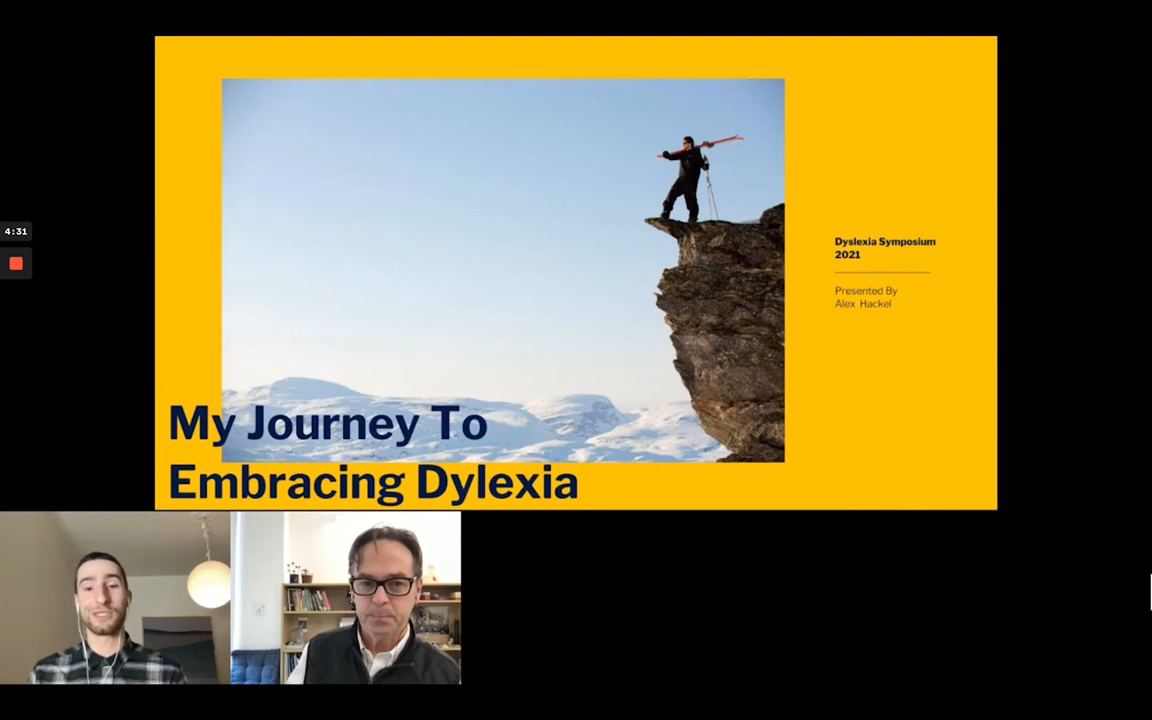 4:31
Dyslexia Symposium
2021
Presented By
Alex Hackel
My Journey To
Embracing Dylexia